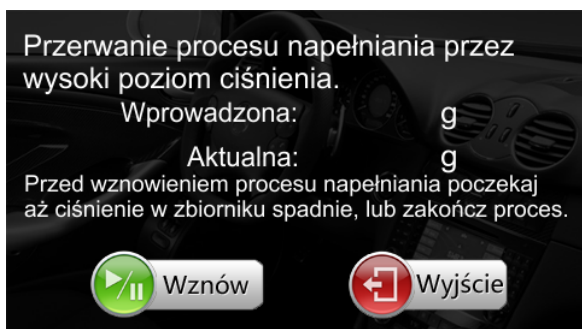 Przerwanie procesu napełniania przez
wysoki poziom ciśnienia.
Wprowadzona: g
Aktualna: g
Przed wznowieniem procesu napełniania poczekaj
aż ciśnienie w zbiorniku spadnie, lub zakończ proces.
Wznów Wyjście